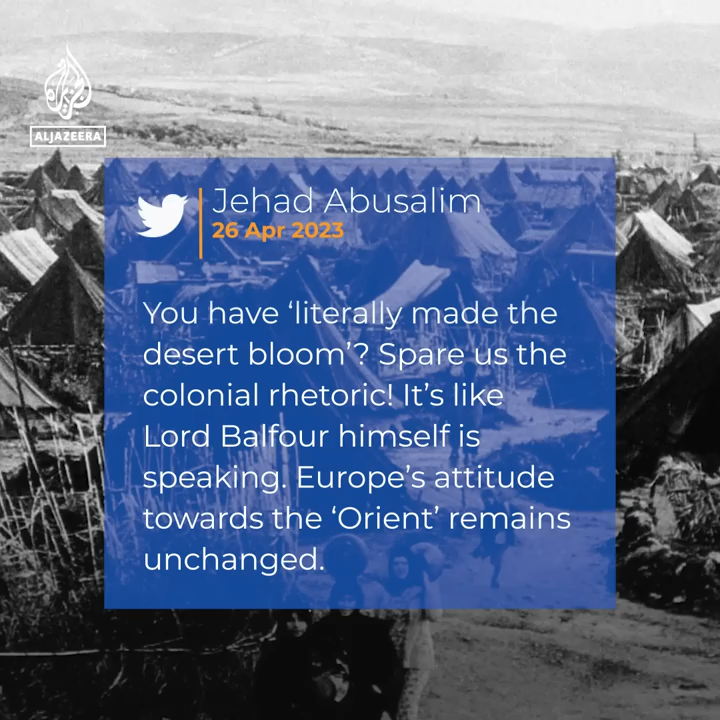 ALJAZEERA
Jehad Abusalim
26 Apr 2023
You have ‘literally made the
desert bloom’? Spare us the
colonial rhetoric! It’s like
Lord Balfour himself is
speaking. Europe’s attitude
towards the ‘Orient’ remains
unchanged.